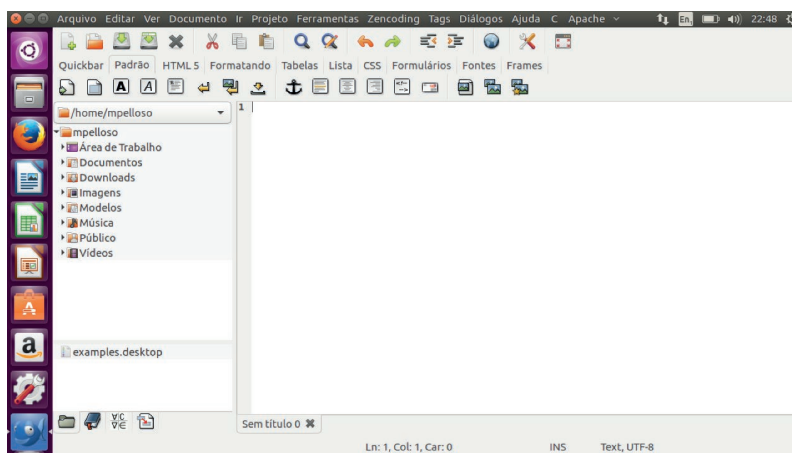 Arquivo Editar Ver Documento Ir Projeto Ferramentas Zencoding Tags Diálogos Ajuda C Apache En 22:48
Quickbar Padrão HTML 5 Formatando Tabelas Lista CSS Formulários Fontes Frames
A A
/home/mpelloso 1
mpelloso
Área de Trabalho
Documentos
Downloads
Imagens
Modelos
Música
Público
Vídeos
examples.desktop
Sem título 0
Ln: 1, Col: 1, Car: 0 INS Text, UTF-8